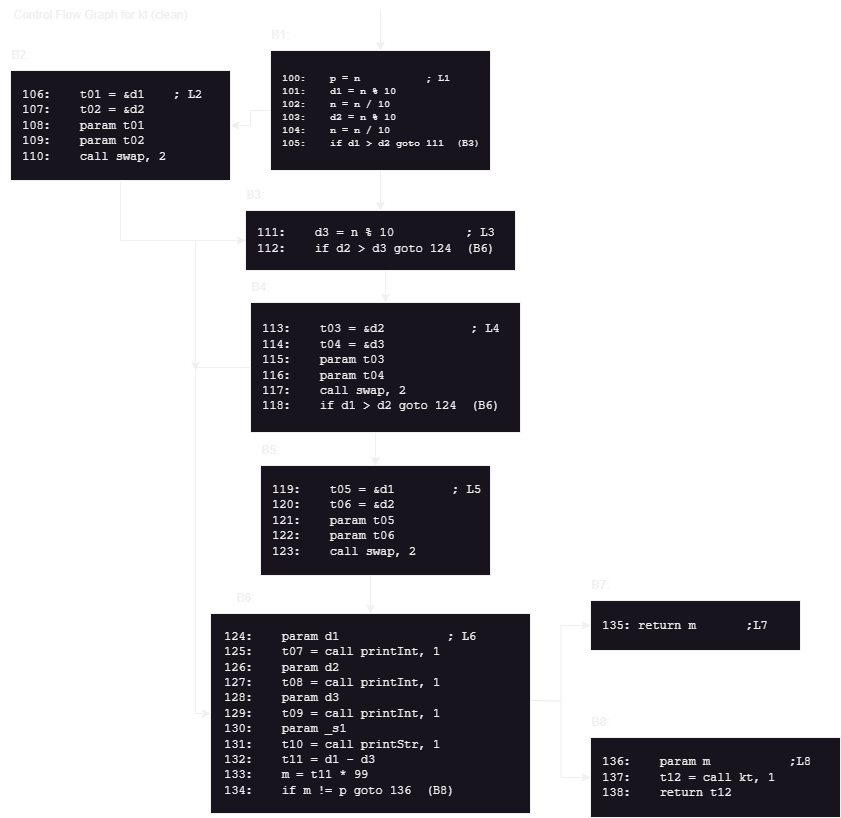 Control Flow Graph for kt (clean)
B1:
100:    p = n           ; L1
101:    d1 = n % 10
102:    n = n / 10
103:    d2 = n % 10
104:    n = n / 10
105:    if d1 > d2 goto 111  (B3)
B2:
106:    t01 = &d1    ; L2
107:    t02 = &d2
108:    param t01
109:    param t02
110:    call swap, 2
B3:
111:    d3 = n % 10          ; L3
112:    if d2 > d3 goto 124  (B6)
B4:
113:    t03 = &d2            ; L4
114:    t04 = &d3
115:    param t03
116:    param t04
117:    call swap, 2
118:    if d1 > d2 goto 124  (B6)
B5:
119:    t05 = &d1        ; L5
120:    t06 = &d2
121:    param t05
122:    param t06
123:    call swap, 2
B6:
124:    param d1               ; L6
125:    t07 = call printInt, 1
126:    param d2
127:    t08 = call printInt, 1
128:    param d3
129:    t09 = call printInt, 1
130:    param _s1
131:    t10 = call printStr, 1
132:    t11 = d1 - d3
133:    m = t11 * 99
134:    if m != p goto 136  (B8)
B7:
135: return m       ;L7
B8:
136:    param m           ;L8
137:    t12 = call kt, 1
138:    return t12